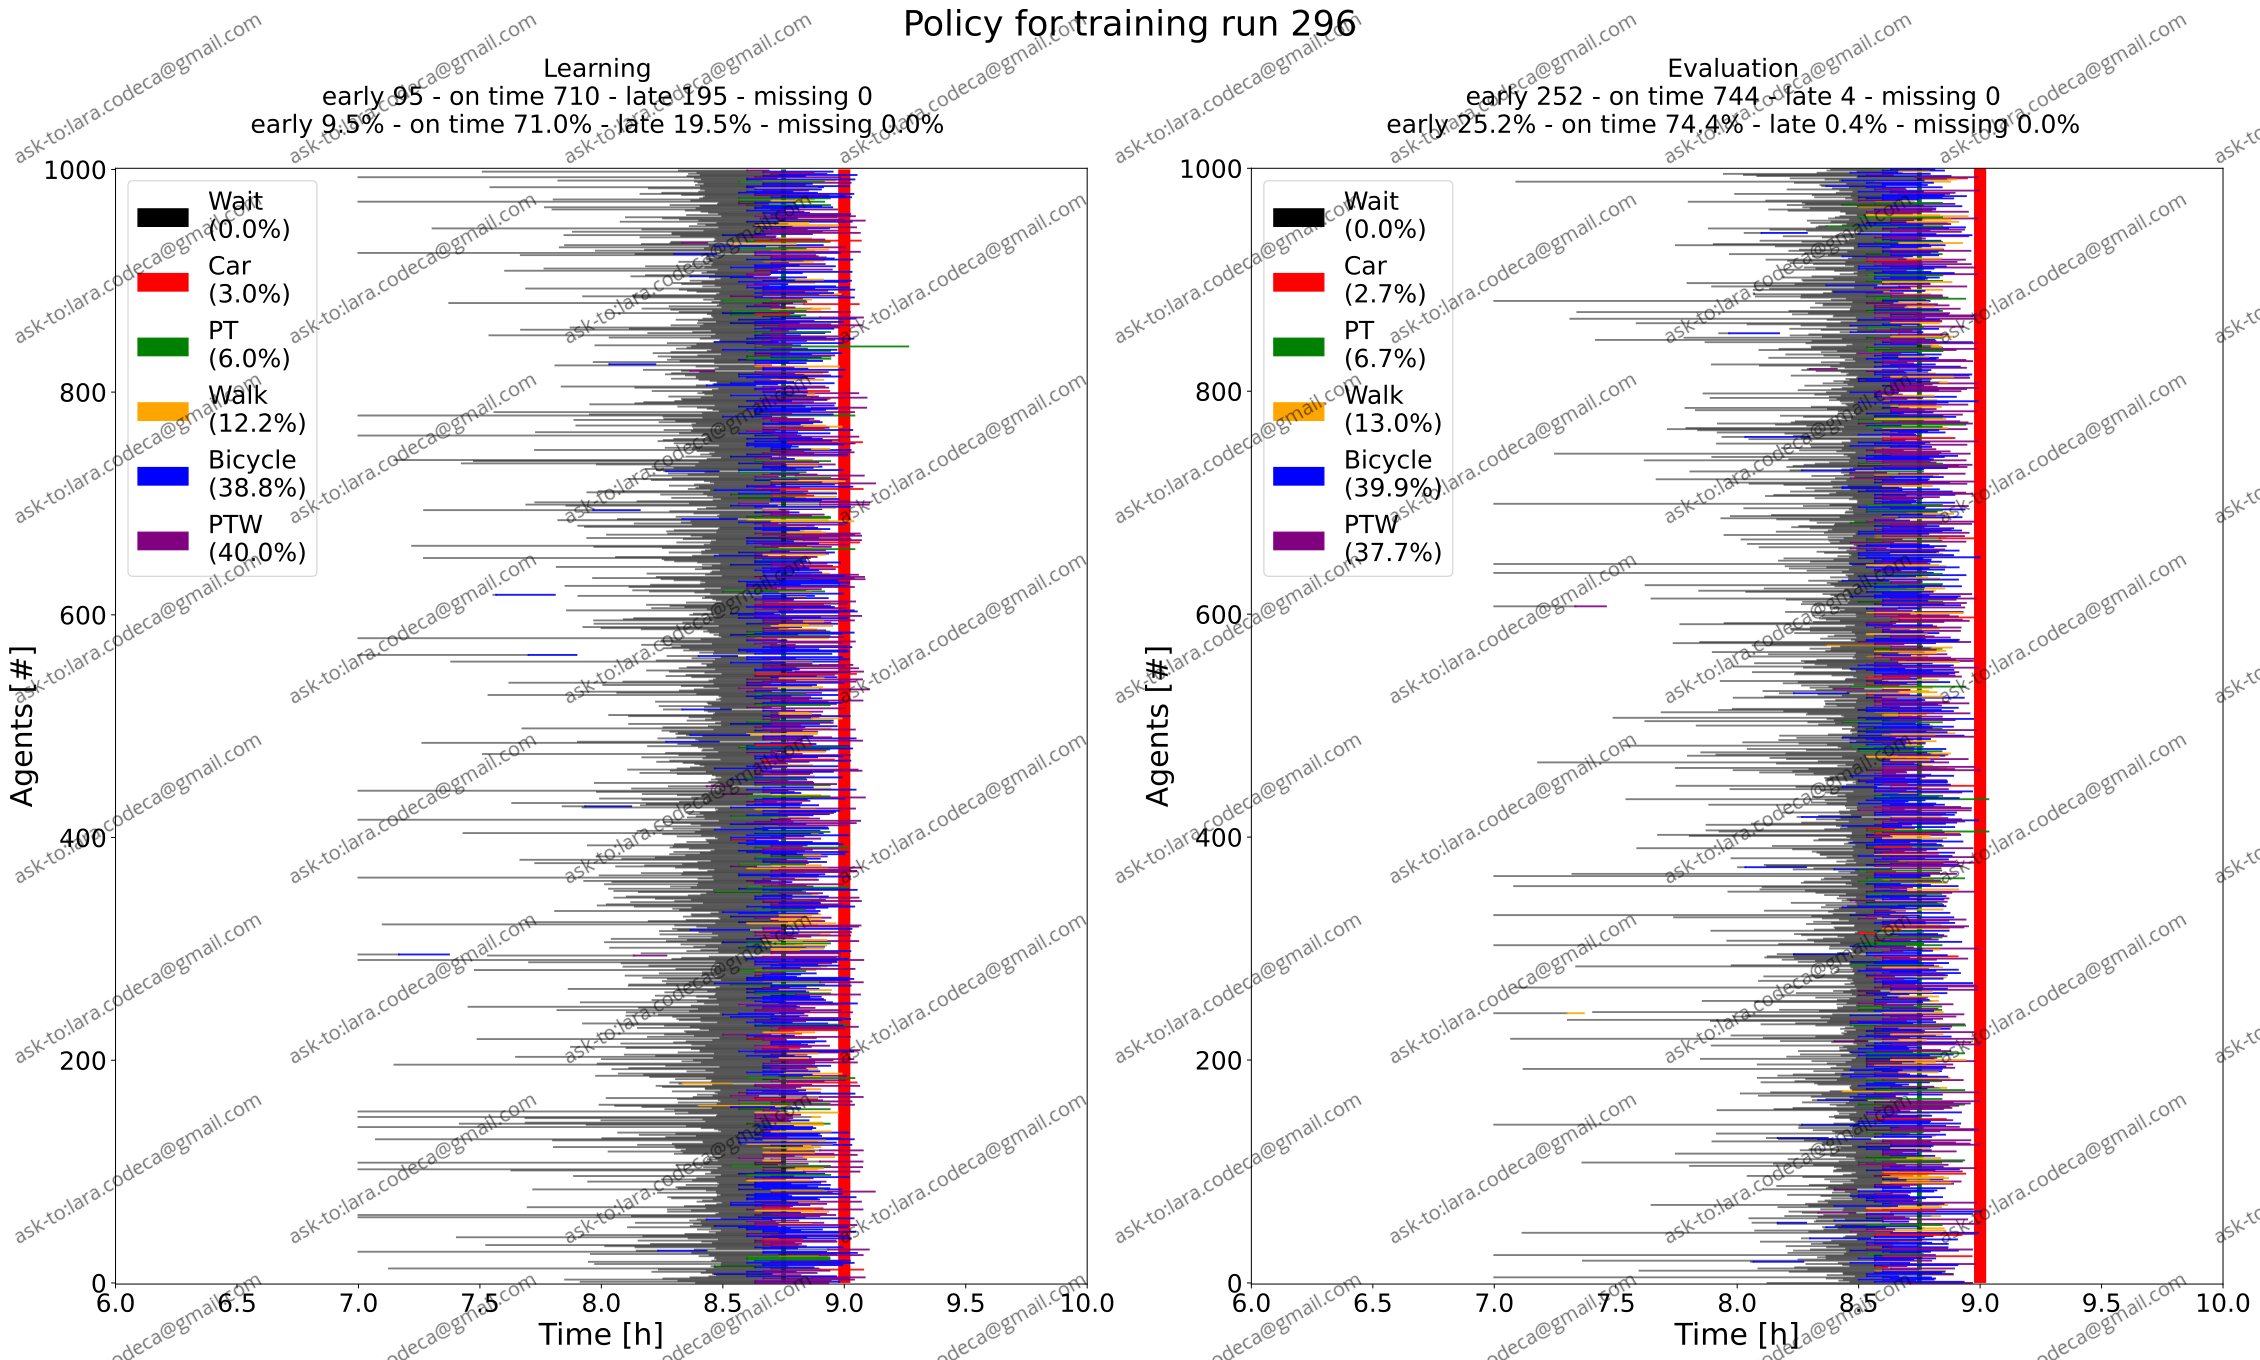 Policy for training run 296
Learning
early 95 - on time 710 - late 195 - missing 0
early 9.5% - on time 71.0% - late 19.5% - missing 0.0%
1000
800
600
400
200
0
Agents [#]
Wait
(0.0%)
Car
(3.0%)
PT
(6.0%)
Walk
(12.2%)
Bicycle
(38.8%)
PTW
(40.0%)
6.0 6.5 7.0 7.5 8.0 8.5 9.0 9.5 10.0
Time [h]
Evaluation
early 252 - on time 744 - late 4 - missing 0
early 25.2% - on time 74.4% - late 0.4% - missing 0.0%
1000
800
600
400
200
0
Agents [#]
Wait
(0.0%)
Car
(2.7%)
PT
(6.7%)
Walk
(13.0%)
Bicycle
(39.9%)
PTW
(37.7%)
6.0 6.5 7.0 7.5 8.0 8.5 9.0 9.5 10.0
Time [h]
ask-to:lara.codeca@gmail.com